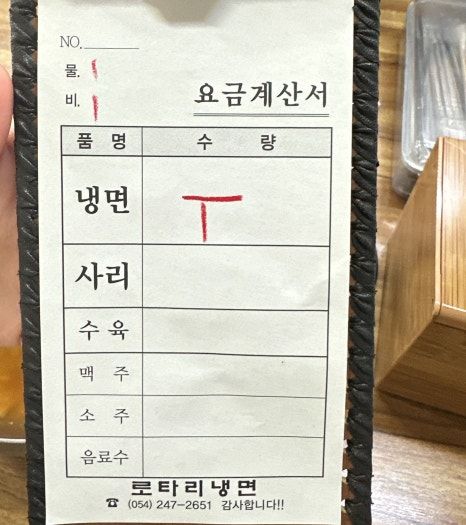 NO.
물. 1
비. 1
요금계산서
품 명 수 량
냉면 ㅜ
사리
수 육
맥 주
소 주
음료수
로타리냉면
☎ (054) 247-2651 감사합니다!!